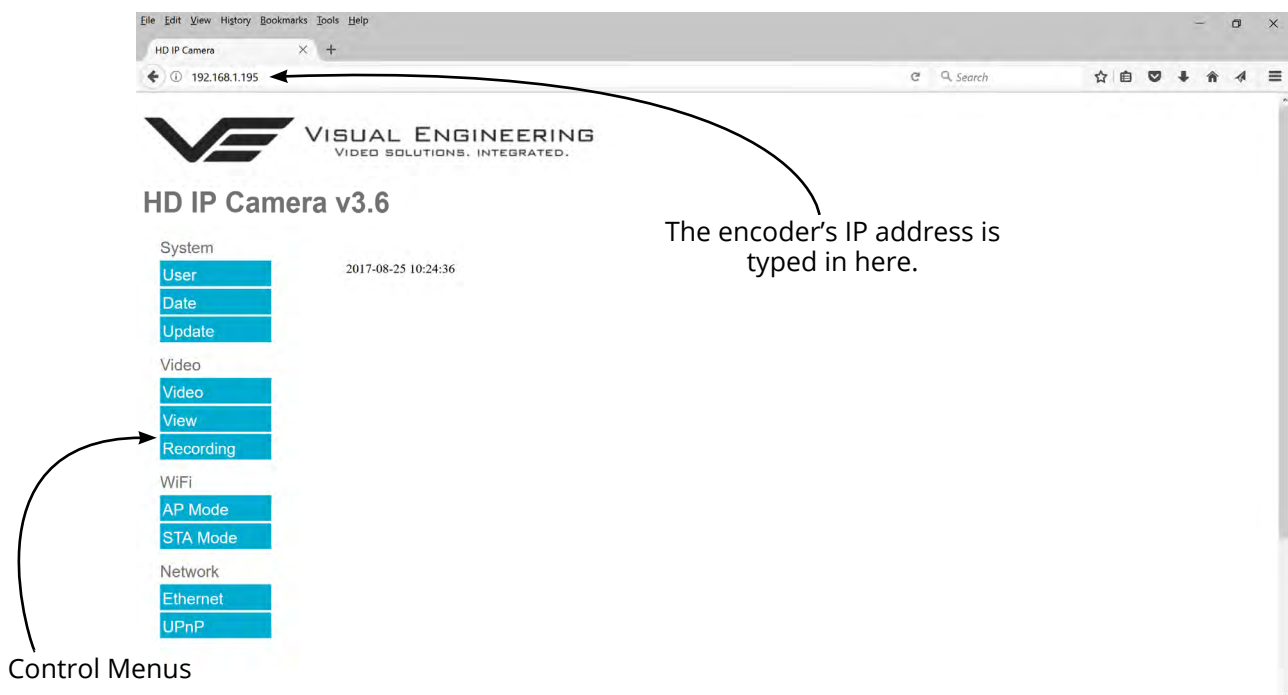 File Edit View History Bookmarks Tools Help
HD IP Camera
192.168.1.195
Search
VISUAL ENGINEERING
VIDEO SOLUTIONS. INTEGRATED.
HD IP Camera v3.6
The encoder’s IP address is
typed in here.
System
User
2017-08-25 10:24:36
Date
Update
Video
Video
View
Recording
WiFi
AP Mode
STA Mode
Network
Ethernet
UPnP
Control Menus